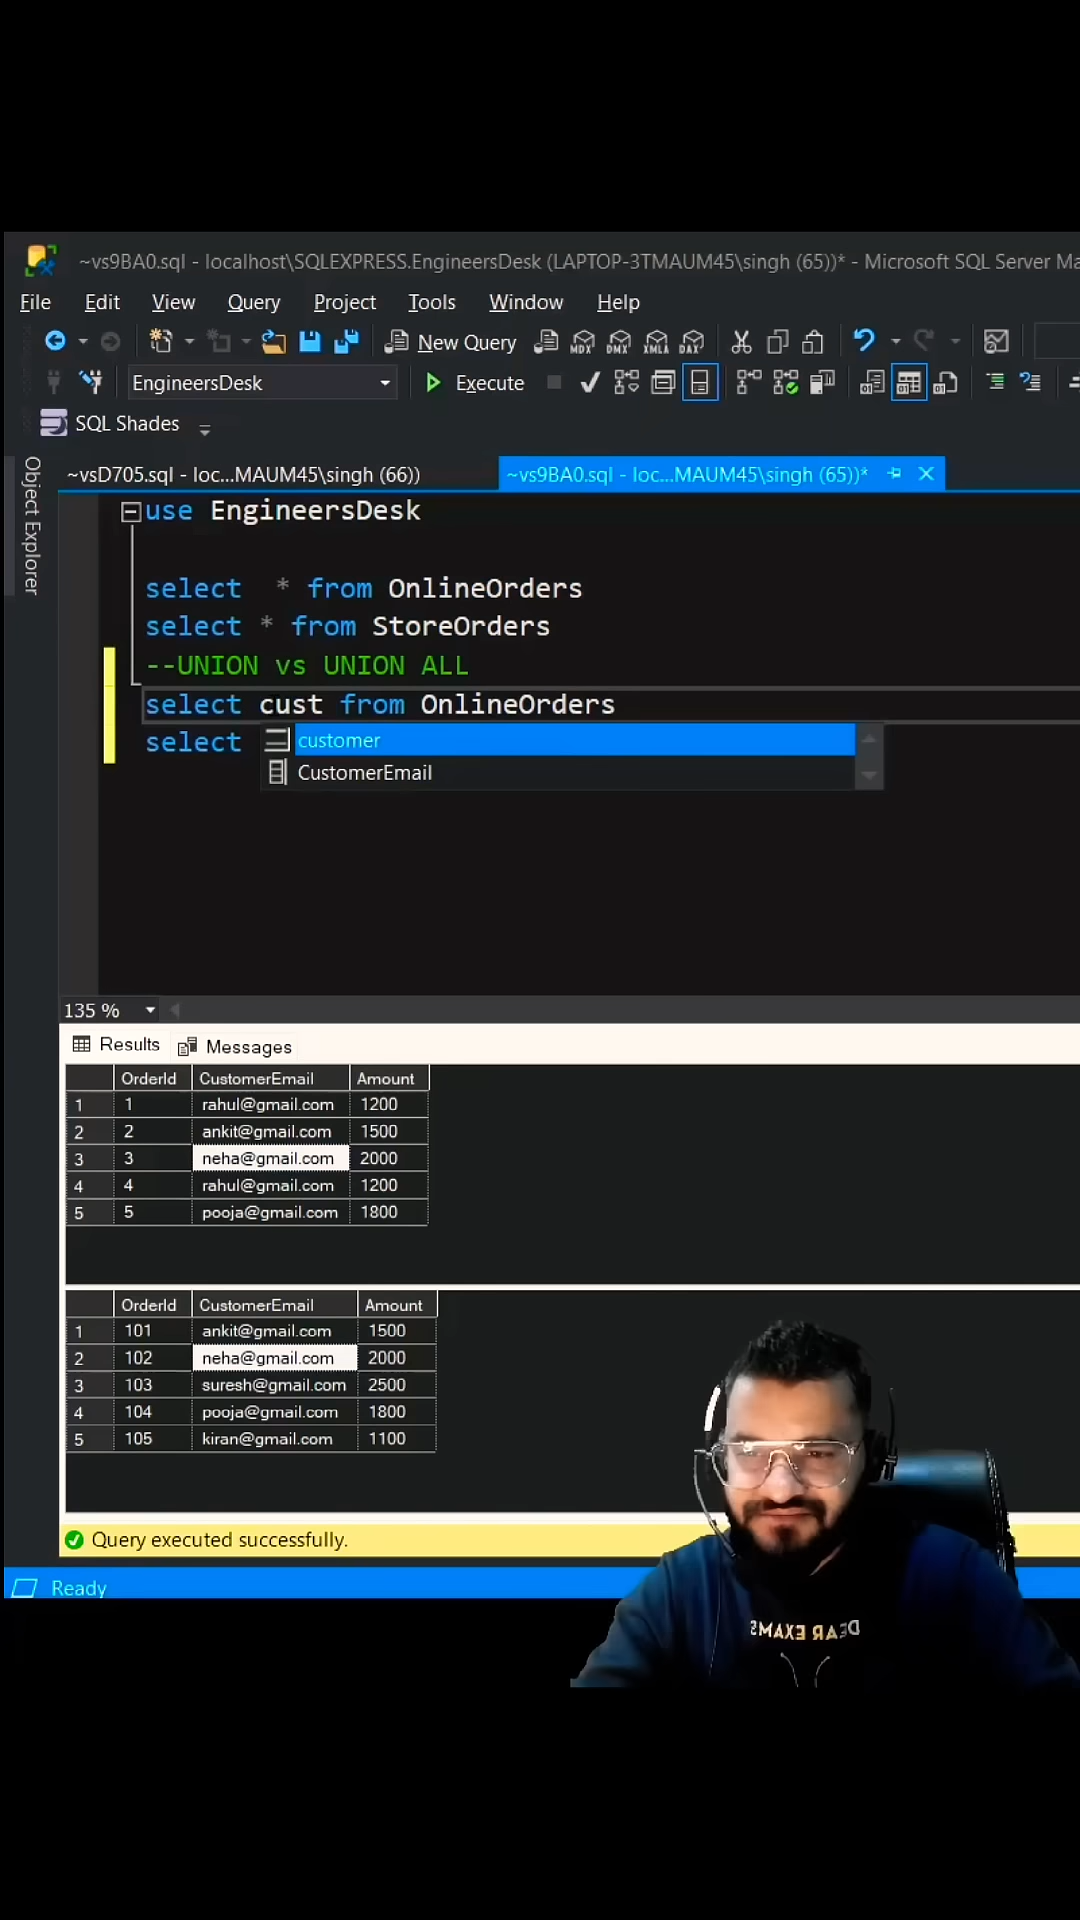 ~vs9BA0.sql - localhost\SQLEXPRESS.EngineersDesk (LAPTOP-3TMAUM45\singh (65))* - Microsoft SQL Server Ma
File Edit View Query Project Tools Window Help
New Query MDX DMX XMLA DAX
EngineersDesk Execute
SQL Shades
Object Explorer
~vsD705.sql - loc...MAUM45\singh (66)) ~vs9BA0.sql - loc...MAUM45\singh (65))*
use EngineersDesk
select * from OnlineOrders
select * from StoreOrders
--UNION vs UNION ALL
select cust from OnlineOrders
select customer
CustomerEmail
135 %
Results Messages
OrderId CustomerEmail Amount
1 1 rahul@gmail.com 1200
2 2 ankit@gmail.com 1500
3 3 neha@gmail.com 2000
4 4 rahul@gmail.com 1200
5 5 pooja@gmail.com 1800
OrderId CustomerEmail Amount
1 101 ankit@gmail.com 1500
2 102 neha@gmail.com 2000
3 103 suresh@gmail.com 2500
4 104 pooja@gmail.com 1800
5 105 kiran@gmail.com 1100
Query executed successfully.
Ready
DEAR EXAMS